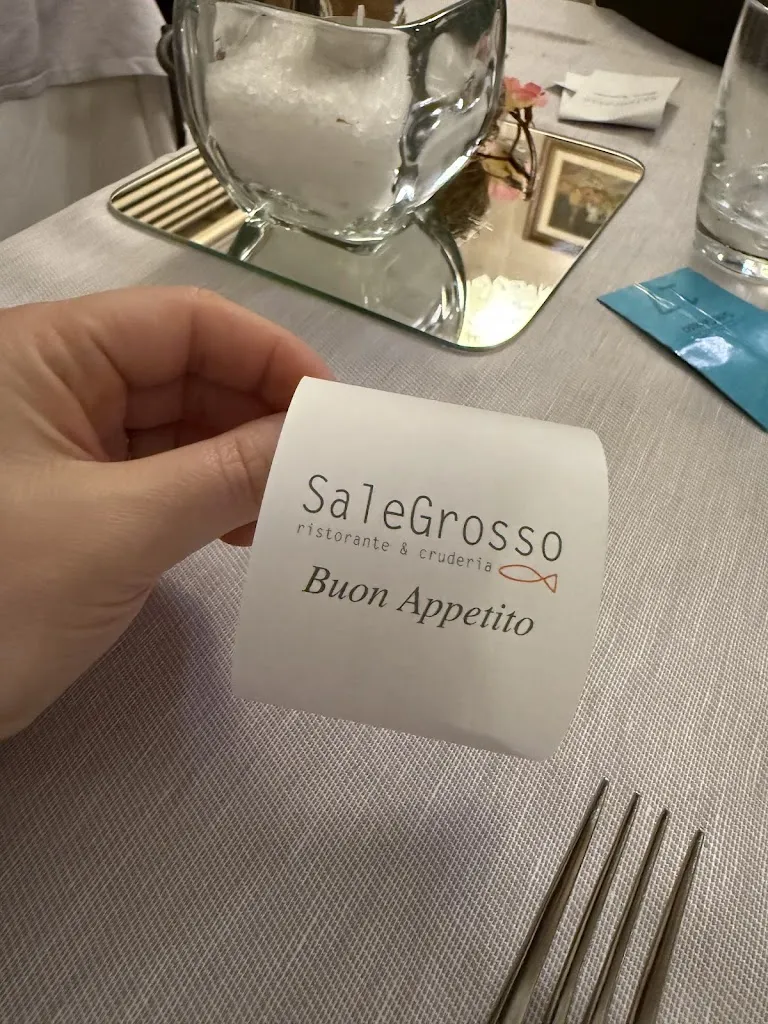 SaleGrosso
ristorante & cruderia
Buon Appetito